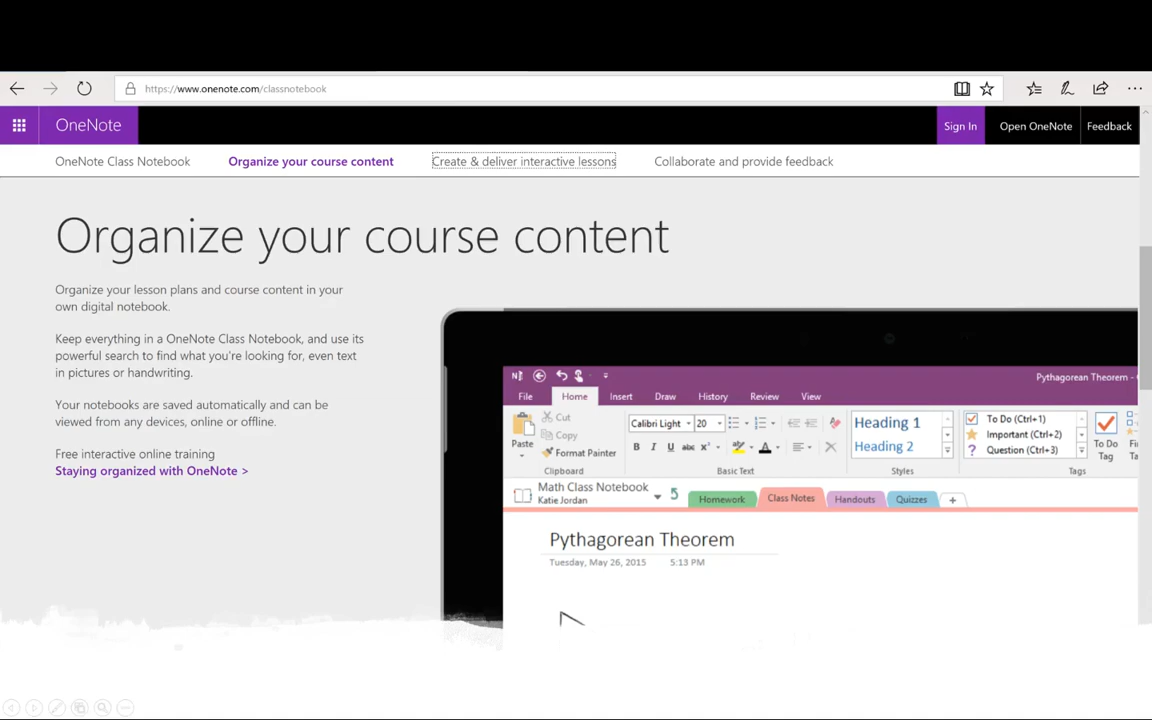 https://www.onenote.com/classnotebook
OneNote
Sign In
Open OneNote
Feedback
OneNote Class Notebook
Organize your course content
Create & deliver interactive lessons
Collaborate and provide feedback
Organize your course content
Organize your lesson plans and course content in your
own digital notebook.
Keep everything in a OneNote Class Notebook, and use its
powerful search to find what you're looking for, even text
in pictures or handwriting.
Your notebooks are saved automatically and can be
viewed from any devices, online or offline.
Free interactive online training
Staying organized with OneNote >
Pythagorean Theorem -
File Home Insert Draw History Review View
Paste
Cut
Copy
Format Painter
Clipboard
Calibri Light 20
B I U abc x² A
Basic Text
Heading 1
Heading 2
Styles
To Do (Ctrl+1)
Important (Ctrl+2)
Question (Ctrl+3)
Tags
To Do
Tag
Math Class Notebook
Katie Jordan
Homework Class Notes Handouts Quizzes +
Pythagorean Theorem
Tuesday, May 26, 2015 5:13 PM